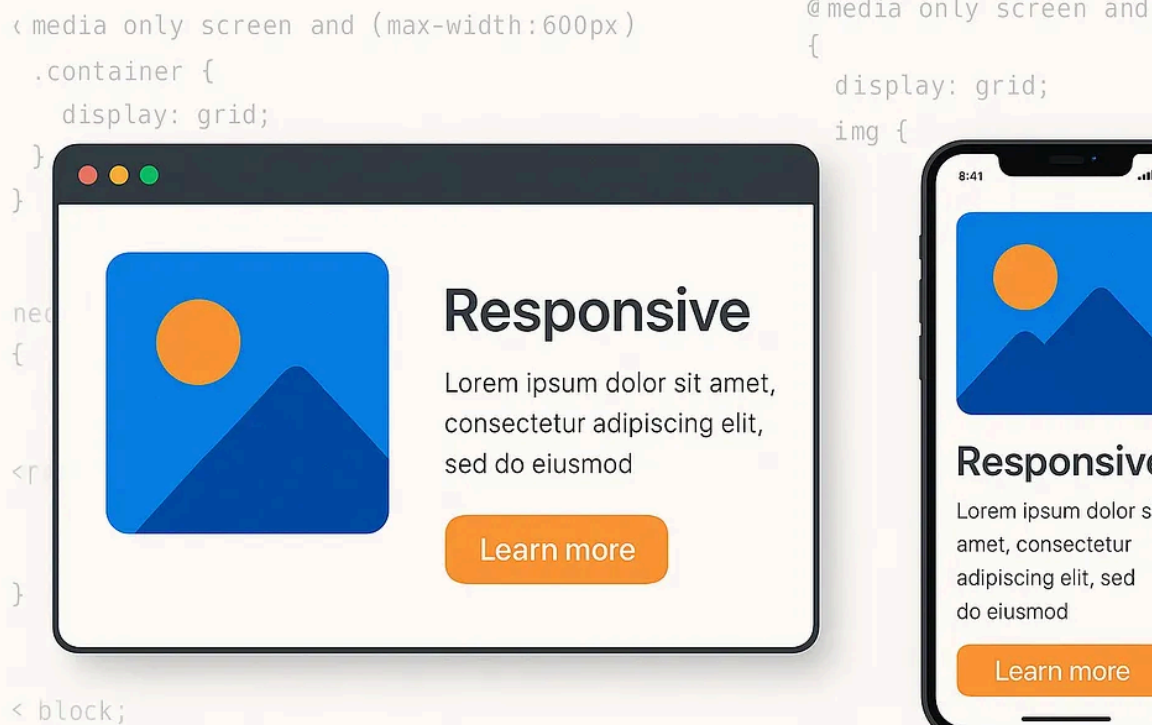 ‹ media only screen and (max-width:600px)
.container {
display: grid;
}
}
{
}
< block;
@media only screen and
{
display: grid;
img {
Responsive
Lorem ipsum dolor sit amet,
consectetur adipiscing elit,
sed do eiusmod
Learn more
8:41
Responsive
Lorem ipsum dolor s
amet, consectetur
adipiscing elit, sed
do eiusmod
Learn more